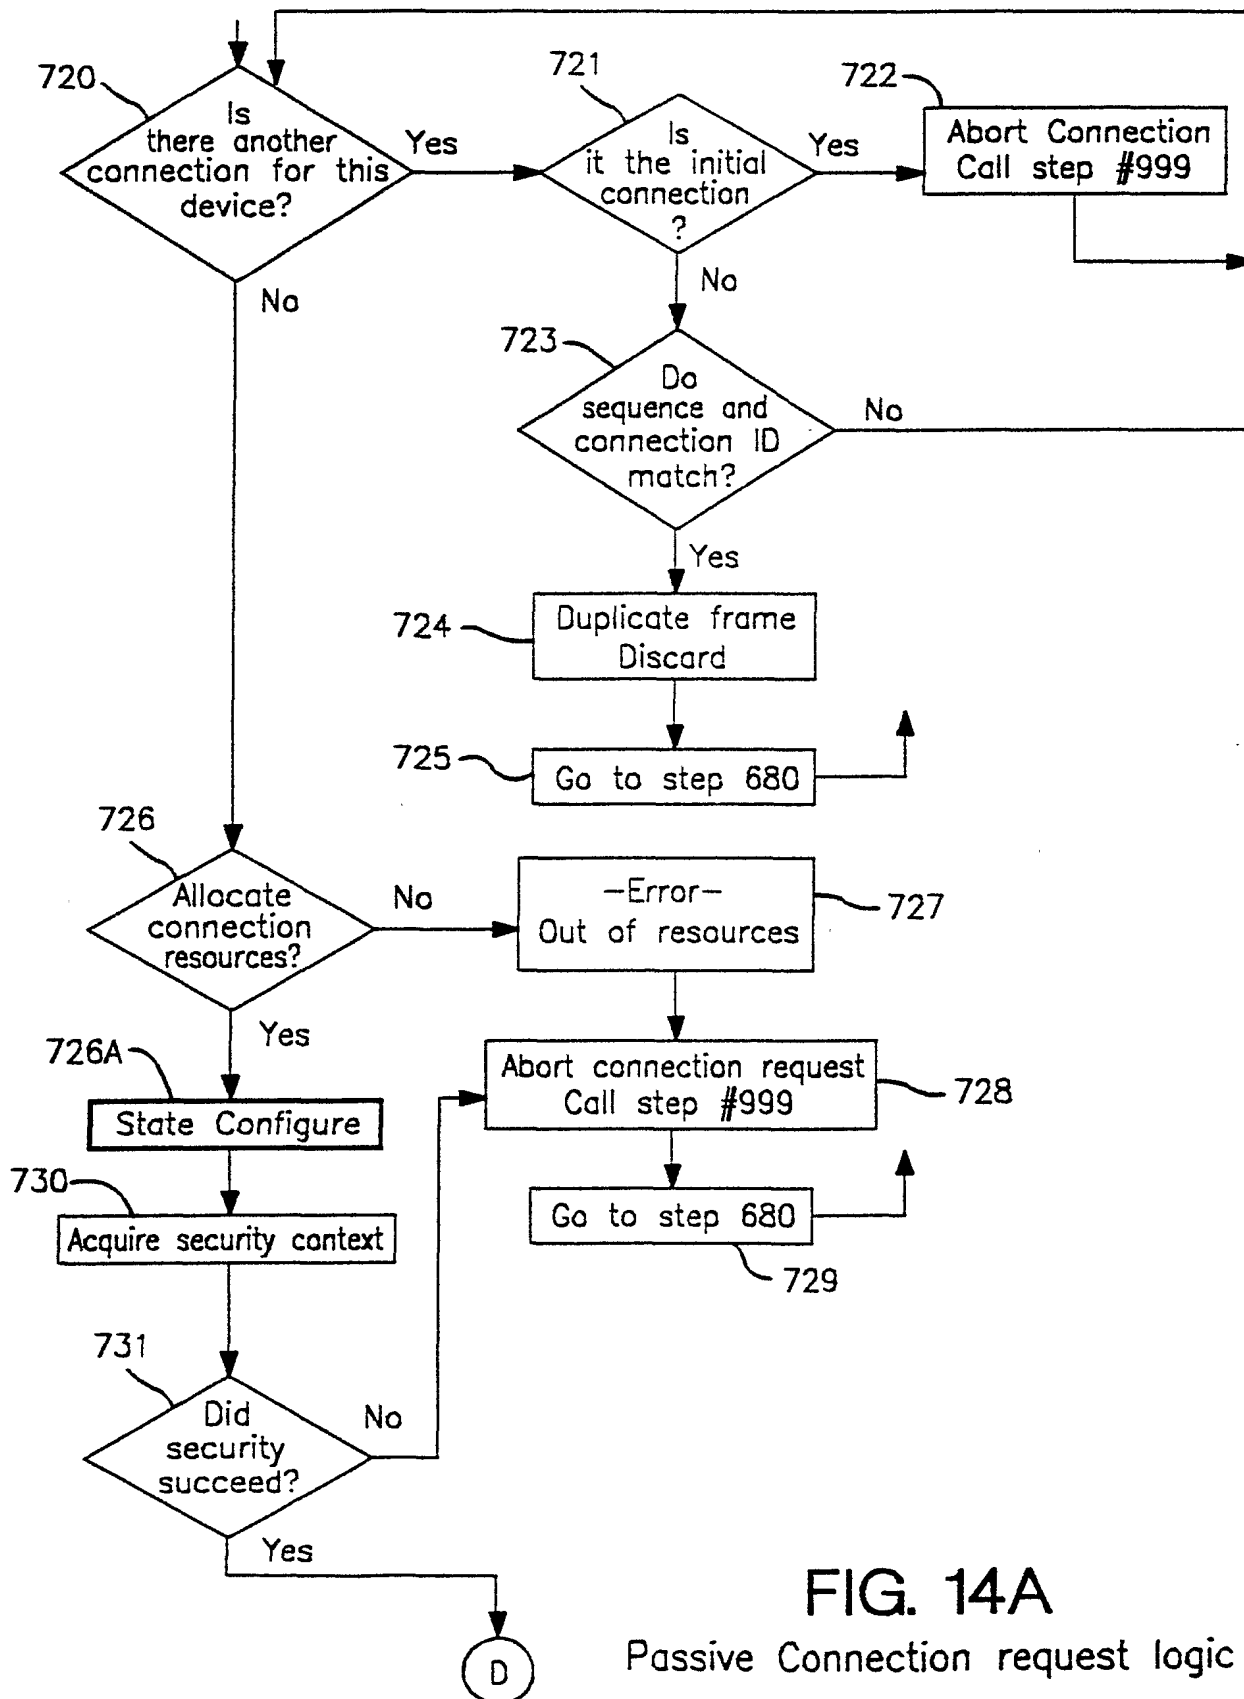 720
Is
there another
connection for this
device?
Yes
No
721
Is
it the initial
connection
?
Yes
No
722
Abort Connection
Call step #999
723
Do
sequence and
connection ID
match?
No
Yes
724
Duplicate frame
Discard
725
Go to step 680
726
Allocate
connection
resources?
No
Yes
-Error-
Out of resources
727
726A
State Configure
Abort connection request
Call step #999
728
730
Acquire security context
Go to step 680
729
731
Did
security
succeed?
No
Yes
D
FIG. 14A
Passive Connection request logic